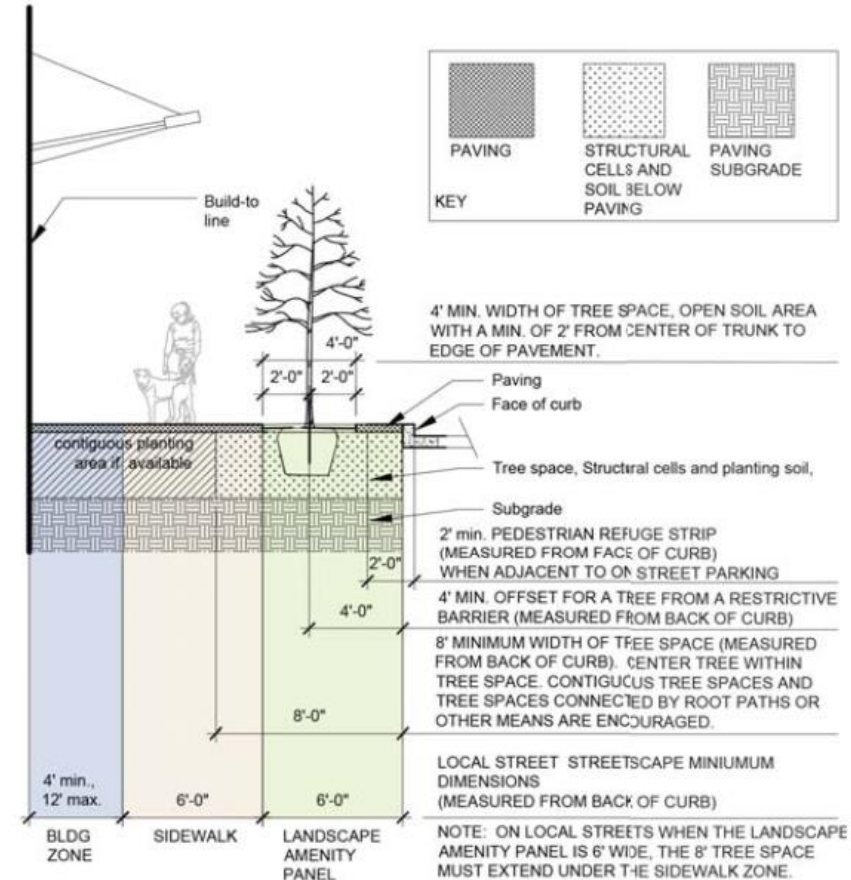 PAVING
STRUCTURAL
CELLS AND
SOIL BELOW
PAVING
PAVING
SUBGRADE
KEY
Build-to
line
4' MIN. WIDTH OF TREE SPACE, OPEN SOIL AREA
WITH A MIN. OF 2' FROM CENTER OF TRUNK TO
EDGE OF PAVEMENT.
4'-0"
2'-0"
2'-0"
Paving
Face of curb
contiguous planting
area if available
Tree space, Structural cells and planting soil,
Subgrade
2' min. PEDESTRIAN REFUGE STRIP
(MEASURED FROM FACE OF CURB)
WHEN ADJACENT TO ON STREET PARKING
2'-0"
4' MIN. OFFSET FOR A TREE FROM A RESTRICTIVE
BARRIER (MEASURED FROM BACK OF CURB)
4'-0"
8' MINIMUM WIDTH OF TREE SPACE (MEASURED
FROM BACK OF CURB). CENTER TREE WITHIN
TREE SPACE. CONTIGUOUS TREE SPACES AND
TREE SPACES CONNECTED BY ROOT PATHS OR
OTHER MEANS ARE ENCOURAGED.
8'-0"
LOCAL STREET STREETSCAPE MINIUMUM
DIMENSIONS
(MEASURED FROM BACK OF CURB)
4' min.,
12' max.
6'-0"
6'-0"
BLDG
ZONE
SIDEWALK
LANDSCAPE
AMENITY
PANEL
NOTE: ON LOCAL STREETS WHEN THE LANDSCAPE
AMENITY PANEL IS 6' WIDE, THE 8' TREE SPACE
MUST EXTEND UNDER THE SIDEWALK ZONE.